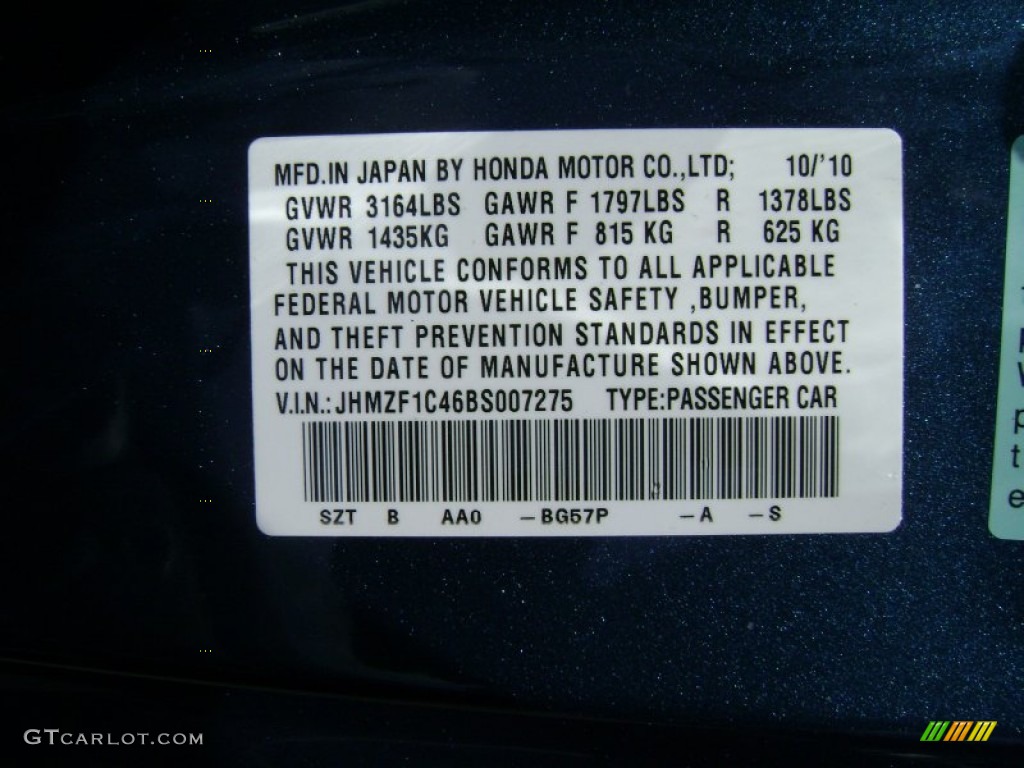 MFD.IN JAPAN BY HONDA MOTOR CO.,LTD; 10/'10
GVWR 3164LBS GAWR F 1797LBS R 1378LBS
GVWR 1435KG GAWR F 815 KG R 625 KG
THIS VEHICLE CONFORMS TO ALL APPLICABLE
FEDERAL MOTOR VEHICLE SAFETY ,BUMPER,
AND THEFT PREVENTION STANDARDS IN EFFECT
ON THE DATE OF MANUFACTURE SHOWN ABOVE.
V.I.N.: JHMZF1C46BS007275 TYPE:PASSENGER CAR
SZT B AA0 -BG57P -A -S
p
t
e
GTCARLOT.COM